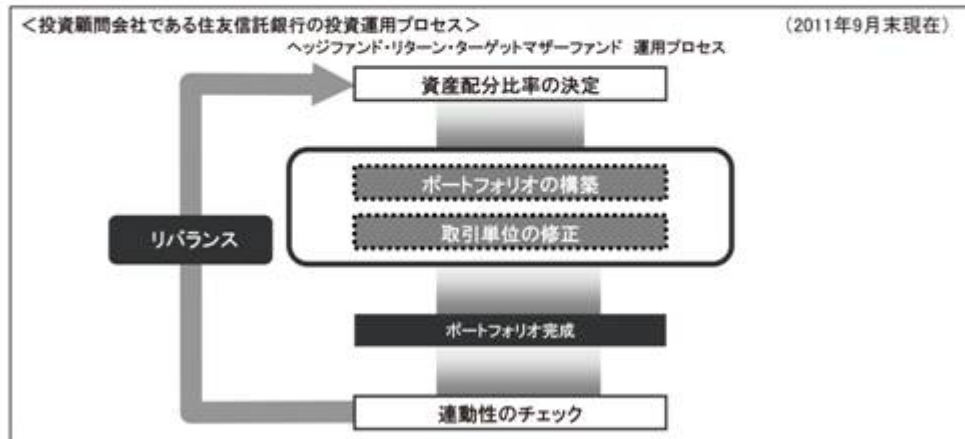 ＜投資顧問会社である住友信託銀行の投資運用プロセス＞ （2011年9月末現在）
ヘッジファンド・リターン・ターゲットマザーファンド 運用プロセス
資産配分比率の決定
ポートフォリオの構築
取引単位の修正
リバランス
ポートフォリオ完成
連動性のチェック